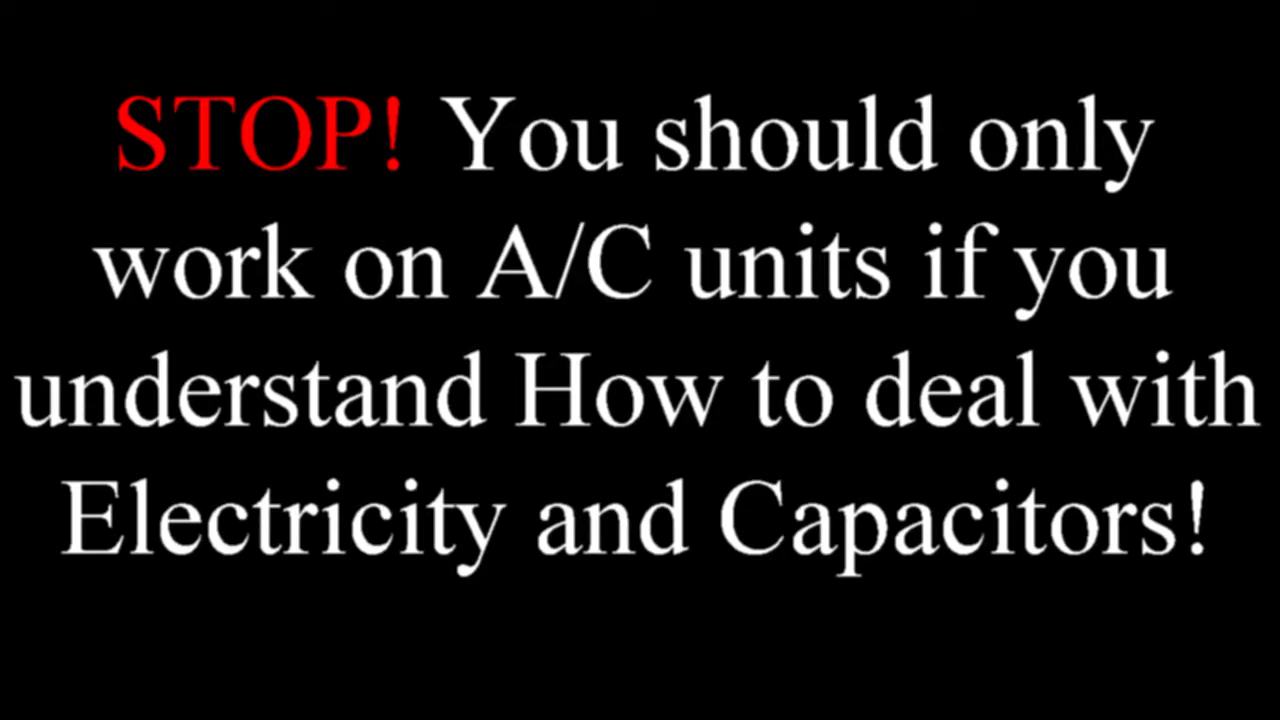 STOP! You should only
work on A/C units if you
understand How to deal with
Electricity and Capacitors!